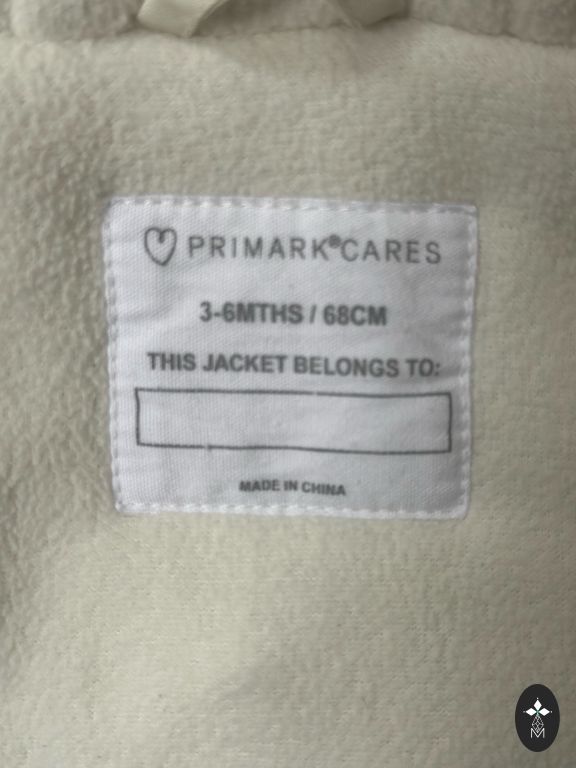 PRIMARK®CARES
3-6MTHS / 68CM
THIS JACKET BELONGS TO:
MADE IN CHINA
M